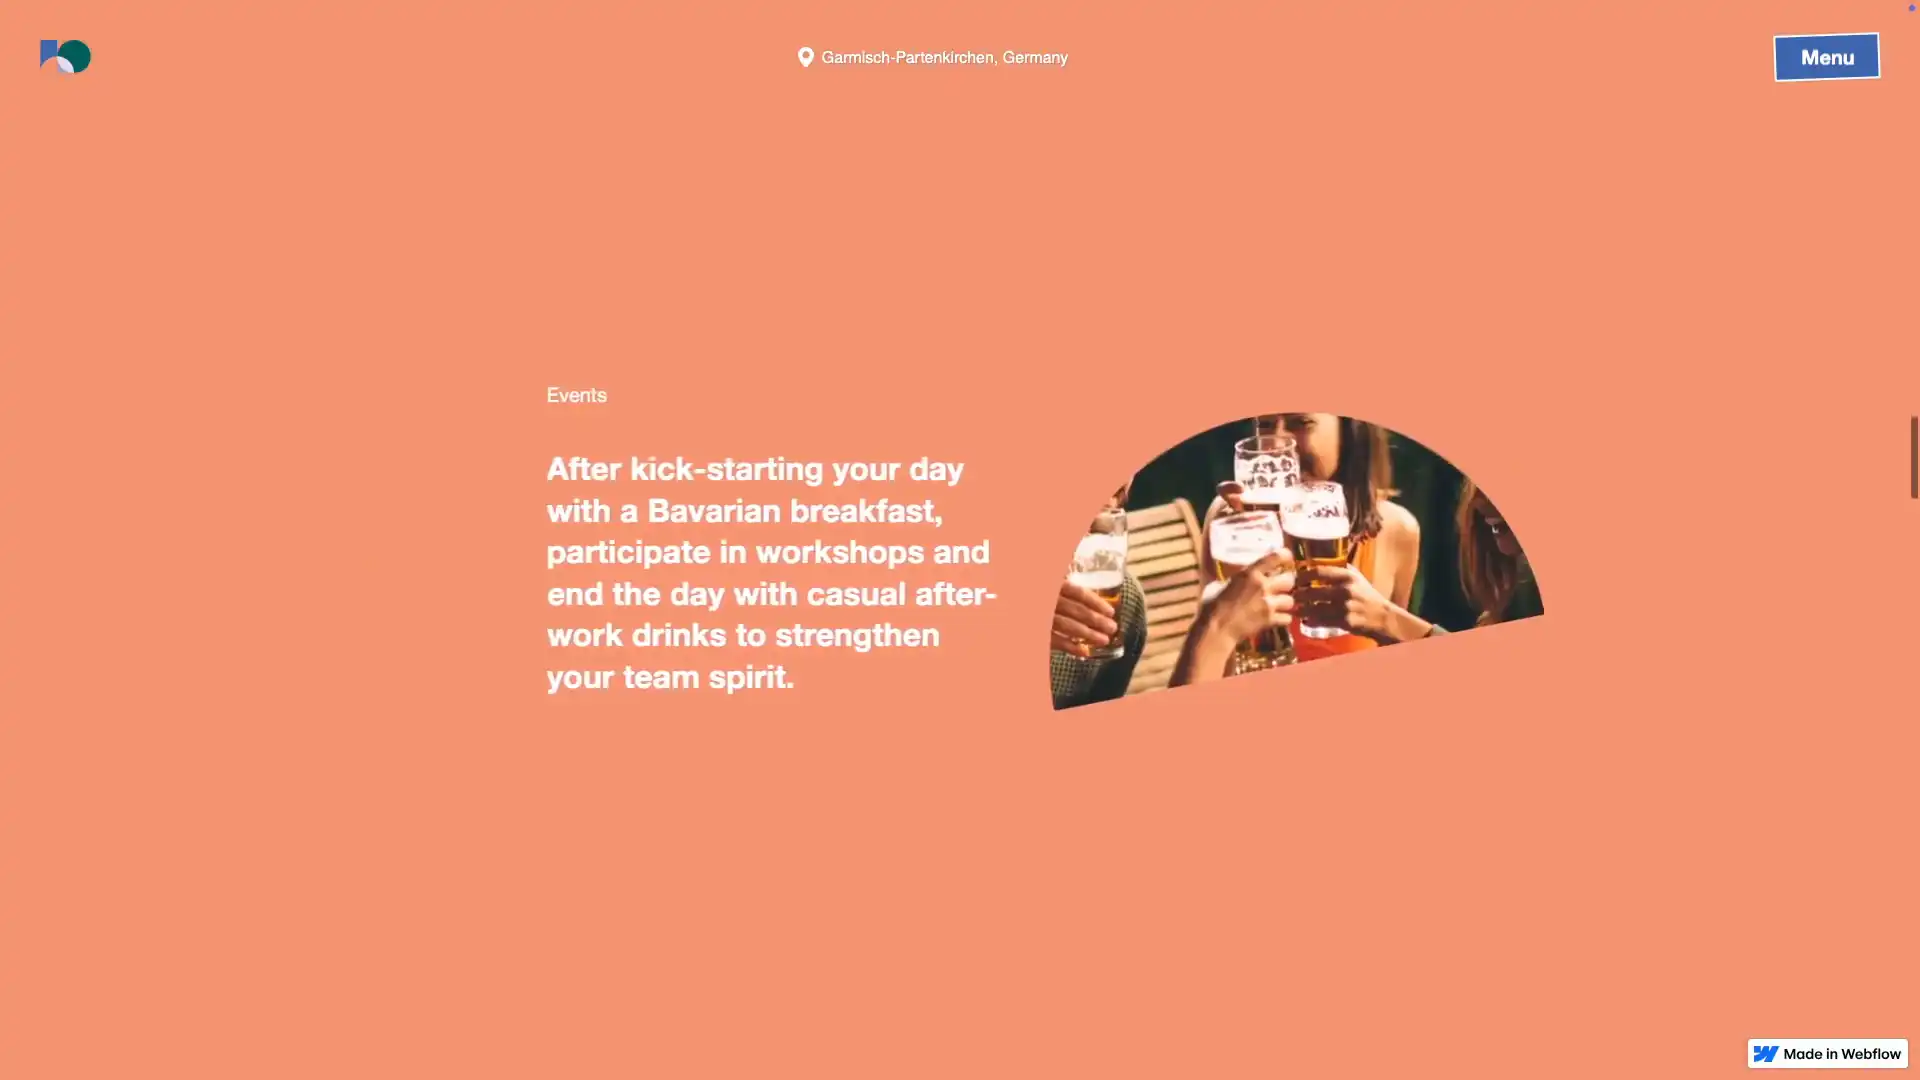 Garmisch-Partenkirchen, Germany
Menu
Events
After kick-starting your day
with a Bavarian breakfast,
participate in workshops and
end the day with casual after-
work drinks to strengthen
your team spirit.
Made in Webflow